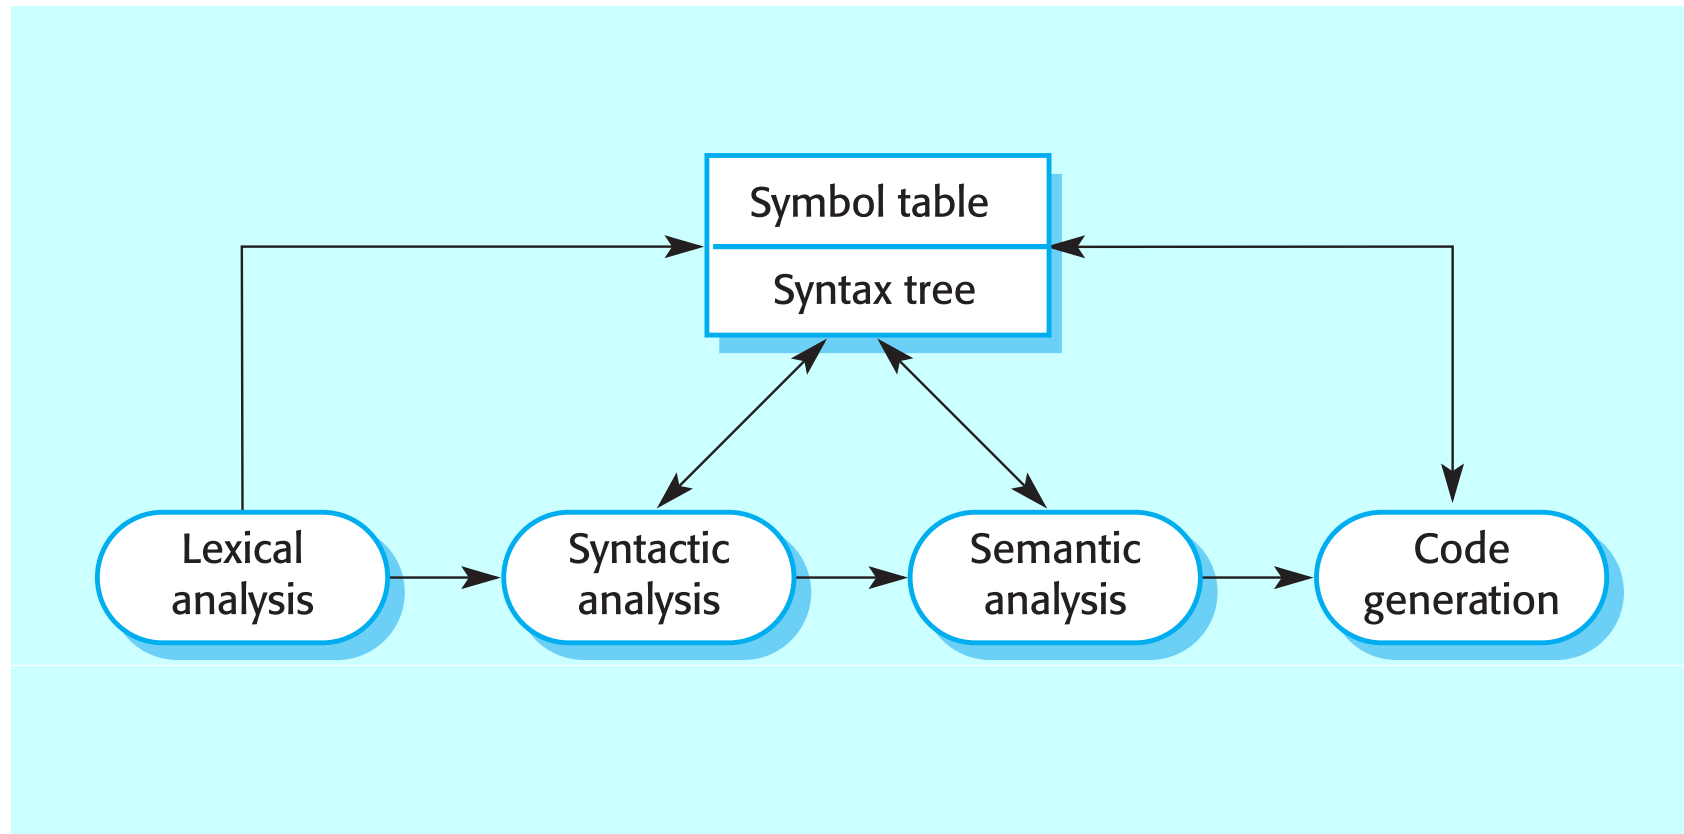 Symbol table
Syntax tree
Lexical
analysis
Syntactic
analysis
Semantic
analysis
Code
generation